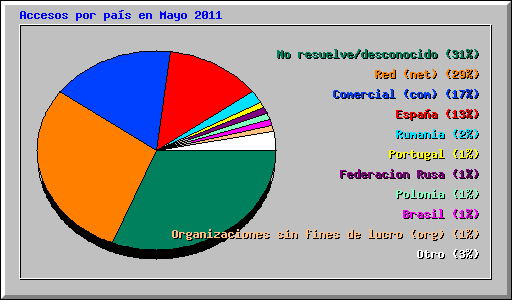 Accesos por país en Mayo 2011
No resuelve/desconocido (31%)
Red (net) (29%)
Comercial (com) (17%)
España (13%)
Rumania (2%)
Portugal (1%)
Federacion Rusa (1%)
Polonia (1%)
Brasil (1%)
Organizaciones sin fines de lucro (org) (1%)
Otro (3%)